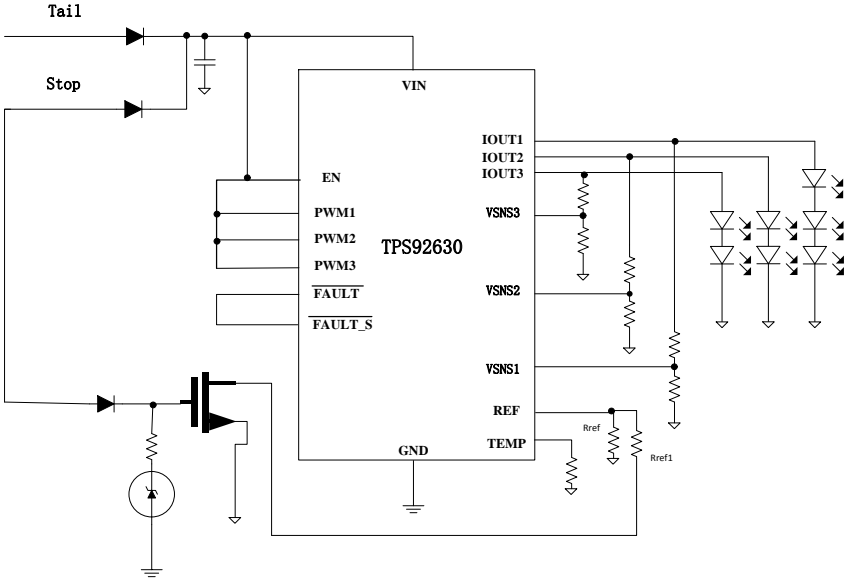 Tail
Stop
VIN
IOUT1
IOUT2
IOUT3
EN
VSNS3
PWM1
PWM2
TPS92630
PWM3
FAULT
VSNS2
FAULT_S
VSNS1
REF
Rref
TEMP
GND
Rref1